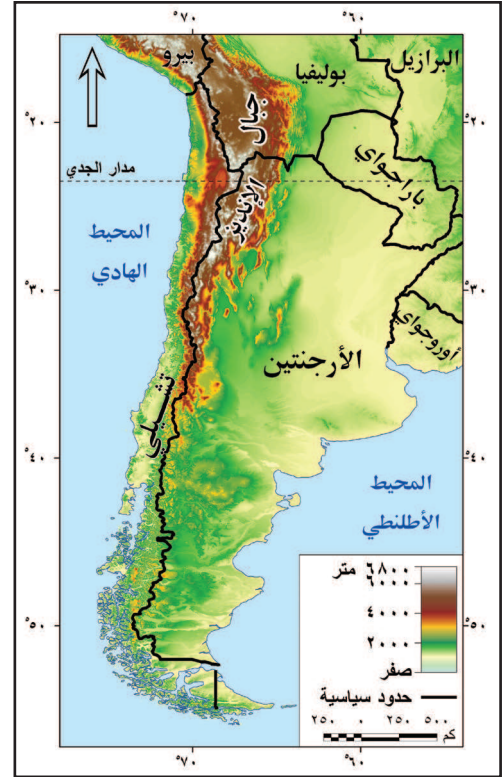 °٧٠ °٦٠
بيرو
بوليفيا
البرازيل
°٢٠ °٢٠
جبال
مدار الجدي
باراجواي
الإنديز
المحيط
الهادي
°٣٠ °٣٠
أوروجواي
الأرجنتين
تشيلي
°٤٠ °٤٠
المحيط
الأطلنطي
٦٨٠٠ متر
٦٠٠٠
٤٠٠٠
٢٠٠٠
صفر
°٥٠ °٥٠
حدود سياسية
٢٥٠ ٠ ٢٥٠ ٥٠٠
كم
°٧٠ °٦٠